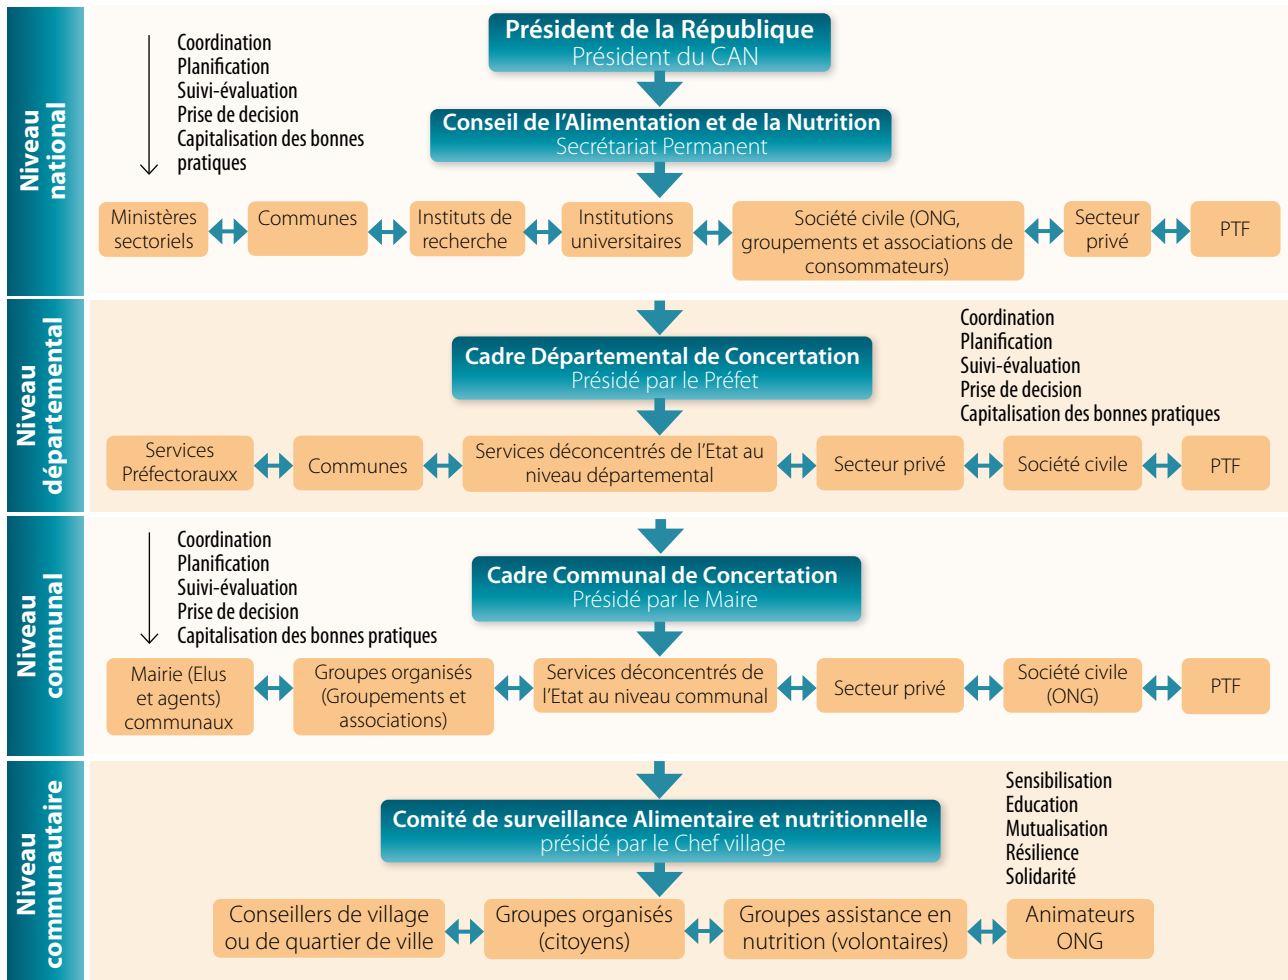 Niveau
national
Coordination
Planification
Suivi-évaluation
Prise de decision
Capitalisation des bonnes
pratiques
Président de la République
Président du CAN
Conseil de l'Alimentation et de la Nutrition
Secrétariat Permanent
Ministères
sectoriels
Communes
Instituts de
recherche
Institutions
universitaires
Société civile (ONG,
groupements et associations de
consommateurs)
Secteur
privé
PTF
Niveau
départemental
Cadre Départemental de Concertation
Présidé par le Préfet
Coordination
Planification
Suivi-évaluation
Prise de decision
Capitalisation des bonnes pratiques
Services
Préfectorauxx
Communes
Services déconcentrés de l'Etat au
niveau départemental
Secteur privé
Société civile
PTF
Niveau
communal
Coordination
Planification
Suivi-évaluation
Prise de decision
Capitalisation des bonnes pratiques
Cadre Communal de Concertation
Présidé par le Maire
Mairie (Elus
et agents)
communaux
Groupes organisés
(Groupements et
associations)
Services déconcentrés de
l'Etat au niveau communal
Secteur privé
Société civile
(ONG)
PTF
Niveau
communautaire
Comité de surveillance Alimentaire et nutritionnelle
présidé par le Chef village
Sensibilisation
Education
Mutualisation
Résilience
Solidarité
Conseillers de village
ou de quartier de ville
Groupes organisés
(citoyens)
Groupes assistance en
nutrition (volontaires)
Animateurs
ONG